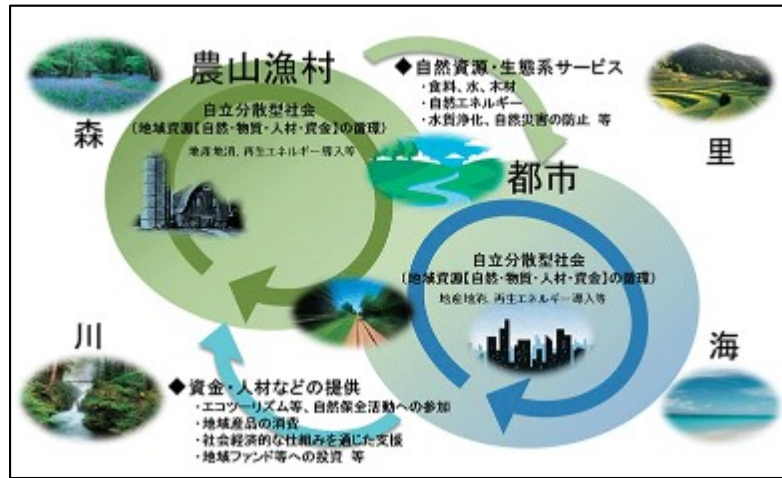 農山漁村
森
自立分散型社会
(地域資源【自然・物質・人材・資金】の循環)
地産地消、再生エネルギー導入等
◆自然資源・生態系サービス
・食料、水、木材
・自然エネルギー
・水質浄化、自然災害の防止 等
里
都市
自立分散型社会
(地域資源【自然・物質・人材・資金】の循環)
地産地消、再生エネルギー導入等
川
◆資金・人材などの提供
・エコツーリズム等、自然保全活動への参加
・地域産品の消費
・社会経済的な仕組みを通じた支援
・地域ファンド等への投資 等
海